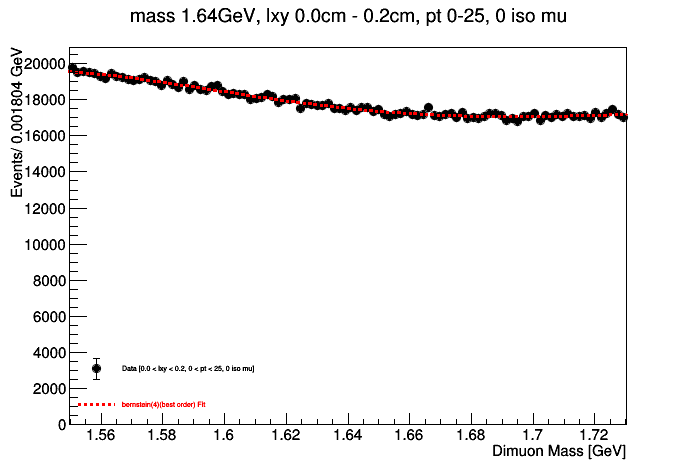 mass 1.64GeV, lxy 0.0cm - 0.2cm, pt 0-25, 0 iso mu
Events/ 0.001804 GeV
20000
18000
16000
14000
12000
10000
8000
6000
4000
2000
0
Data [0.0 < lxy < 0.2, 0 < pt < 25, 0 iso mu]
bernstein(4)(best order) Fit
1.56 1.58 1.6 1.62 1.64 1.66 1.68 1.7 1.72
Dimuon Mass [GeV]